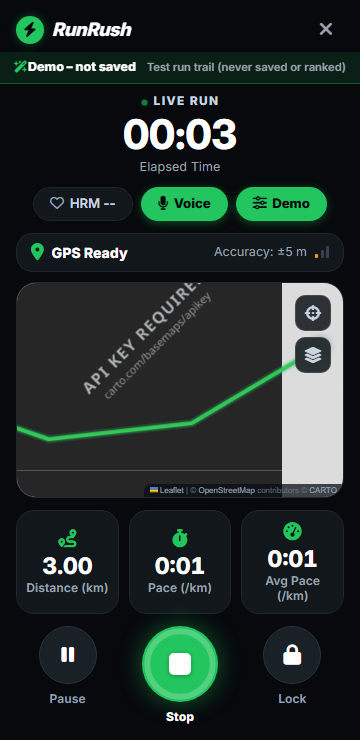 RunRush
Demo – not saved Test run trail (never saved or ranked)
LIVE RUN
00:03
Elapsed Time
HRM --
Voice
Demo
GPS Ready
Accuracy: ±5 m
API KEY REQUIRE
carto.com/basemaps/apikey
Leaflet | © OpenStreetMap contributors © CARTO
3.00
Distance (km)
0:01
Pace (/km)
0:01
Avg Pace
(/km)
Pause
Stop
Lock